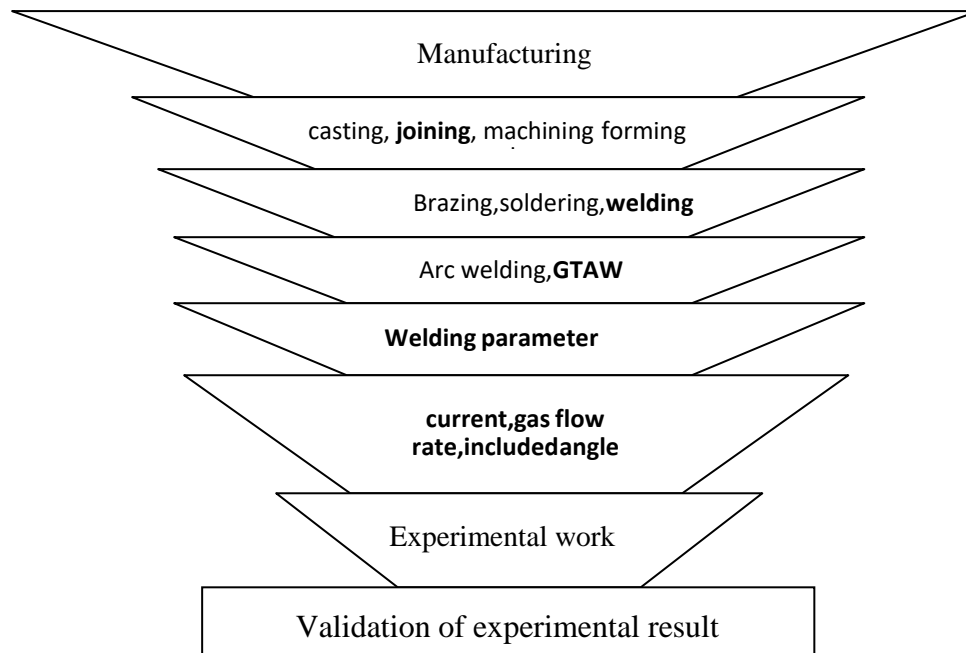 Manufacturing
casting, joining, machining forming
.
Brazing,soldering,welding
Arc welding,GTAW
Welding parameter
current,gas flow
rate,includedangle
Experimental work
Validation of experimental result